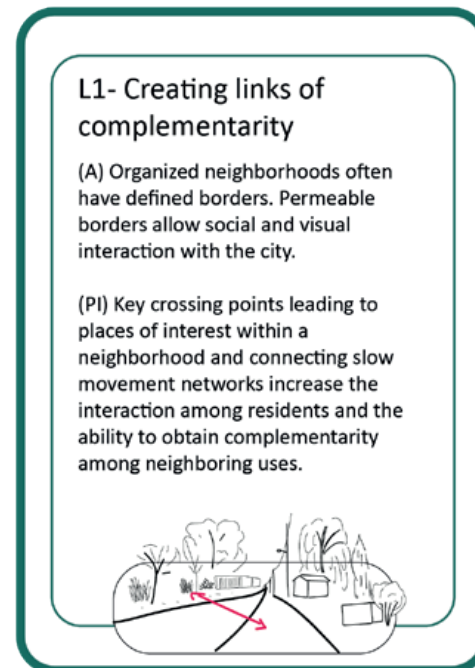 L1- Creating links of
complementarity
(A) Organized neighborhoods often
have defined borders. Permeable
borders allow social and visual
interaction with the city.
(PI) Key crossing points leading to
places of interest within a
neighborhood and connecting slow
movement networks increase the
interaction among residents and the
ability to obtain complementarity
among neighboring uses.